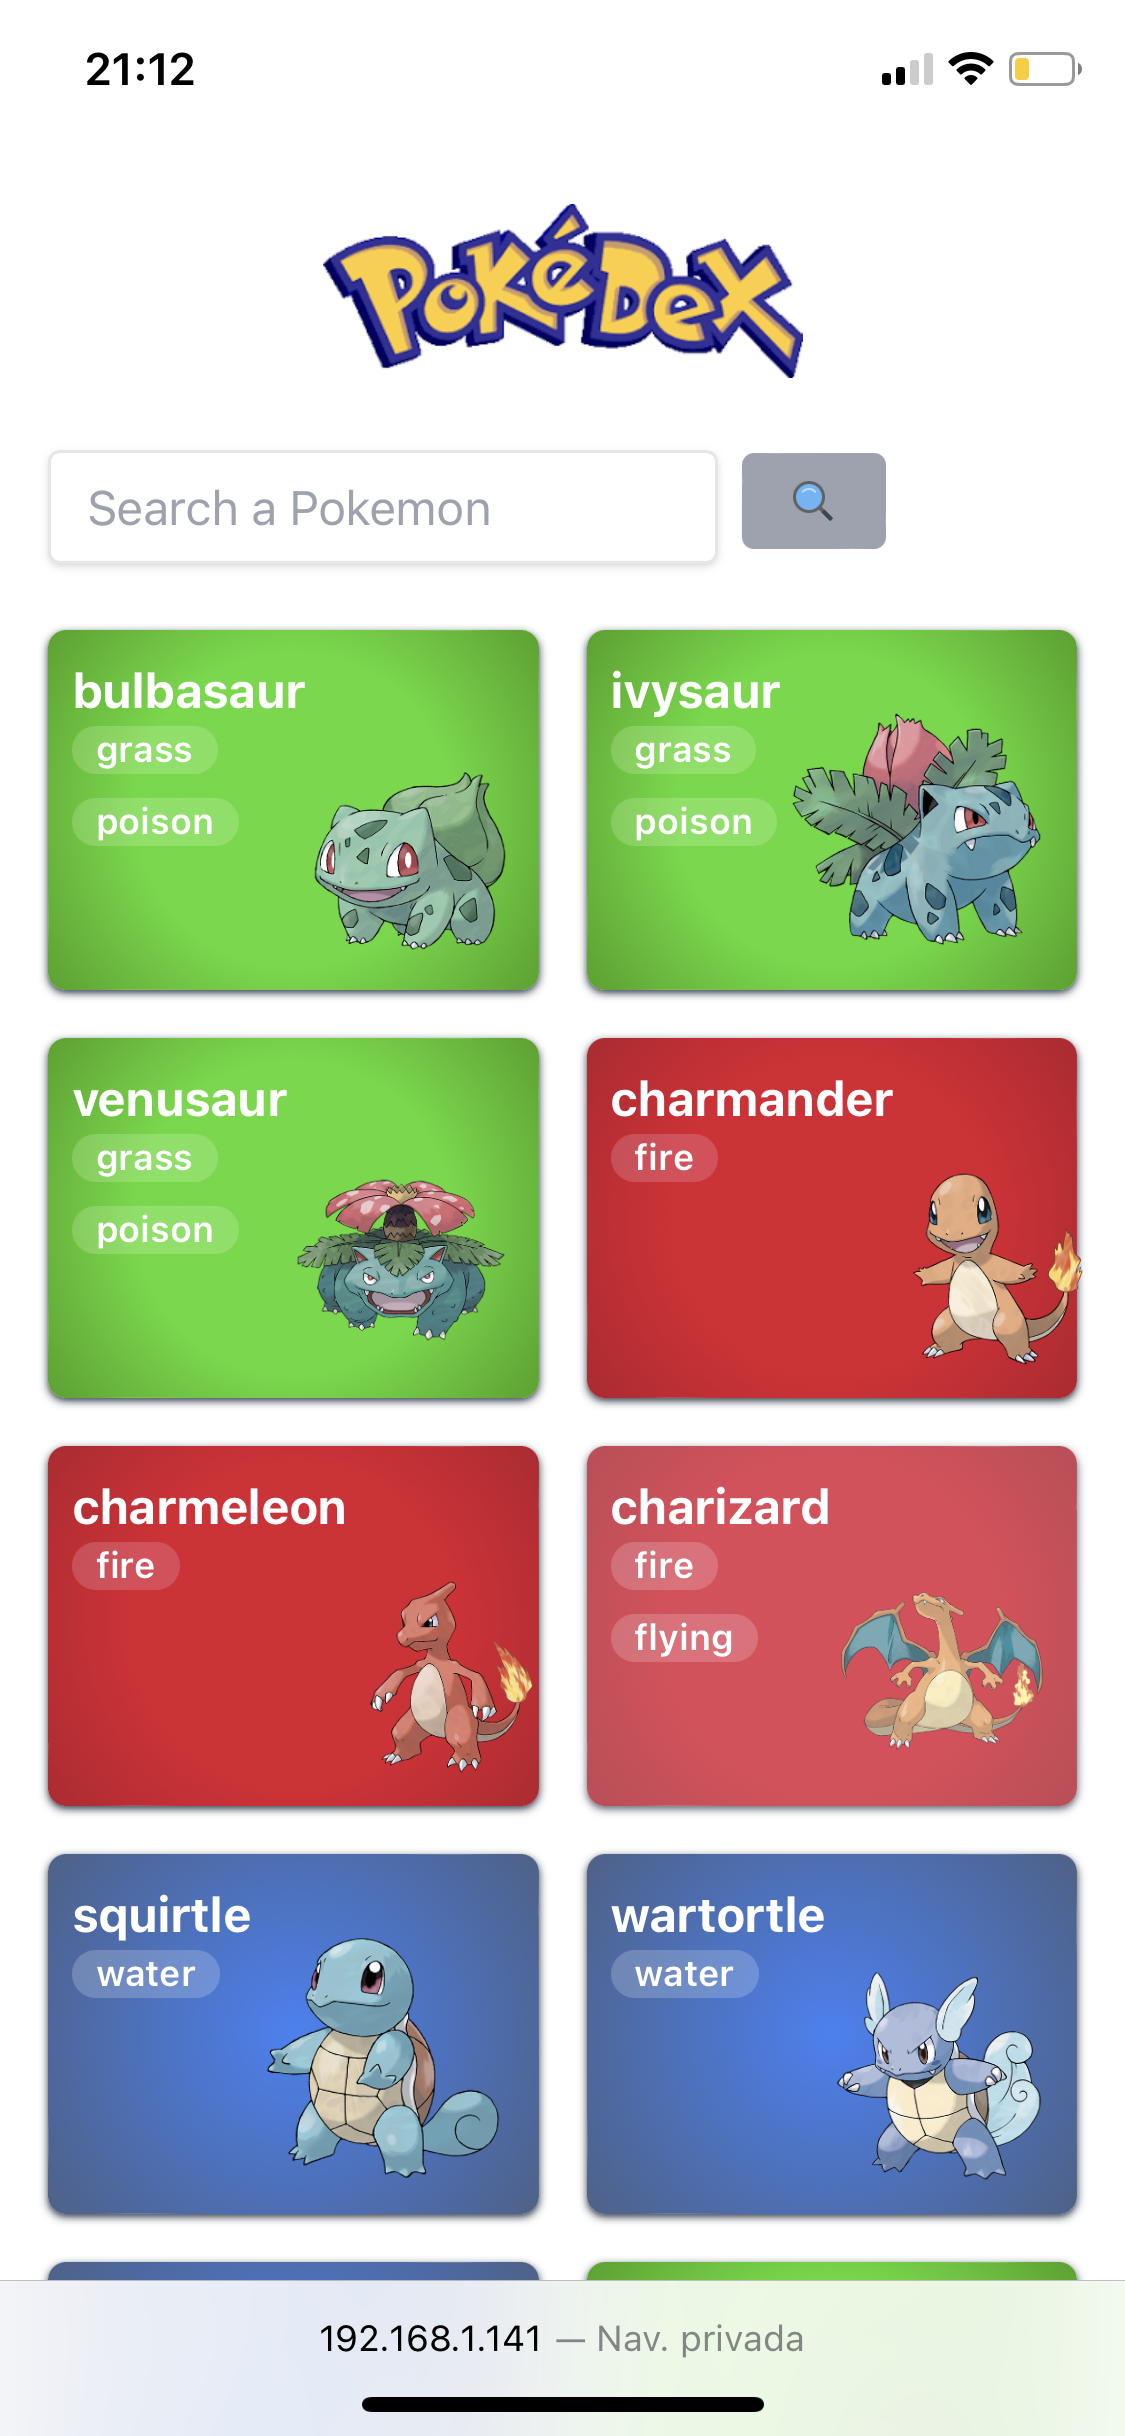 21:12
PokéDex
Search a Pokemon
bulbasaur
grass
poison
ivysaur
grass
poison
venusaur
grass
poison
charmander
fire
charmeleon
fire
charizard
fire
flying
squirtle
water
wartortle
water
192.168.1.141 — Nav. privada